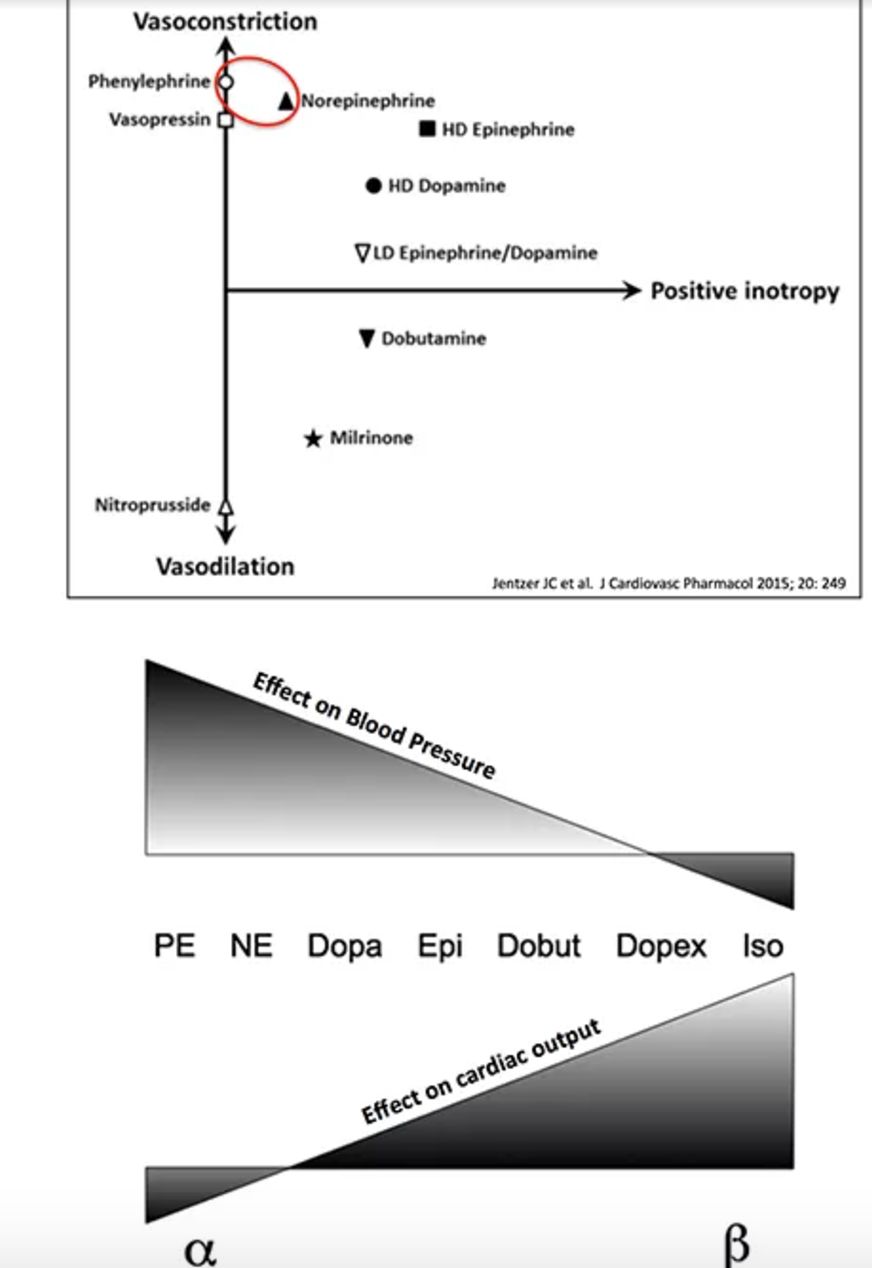 Vasoconstriction
Phenylephrine
Norepinephrine
Vasopressin
HD Epinephrine
HD Dopamine
LD Epinephrine/Dopamine
Positive inotropy
Dobutamine
Milrinone
Nitroprusside
Vasodilation
Jentzer JC et al. J Cardiovasc Pharmacol 2015; 20: 249
Effect on Blood Pressure
PE NE Dopa Epi Dobut Dopex Iso
Effect on cardiac output
α β